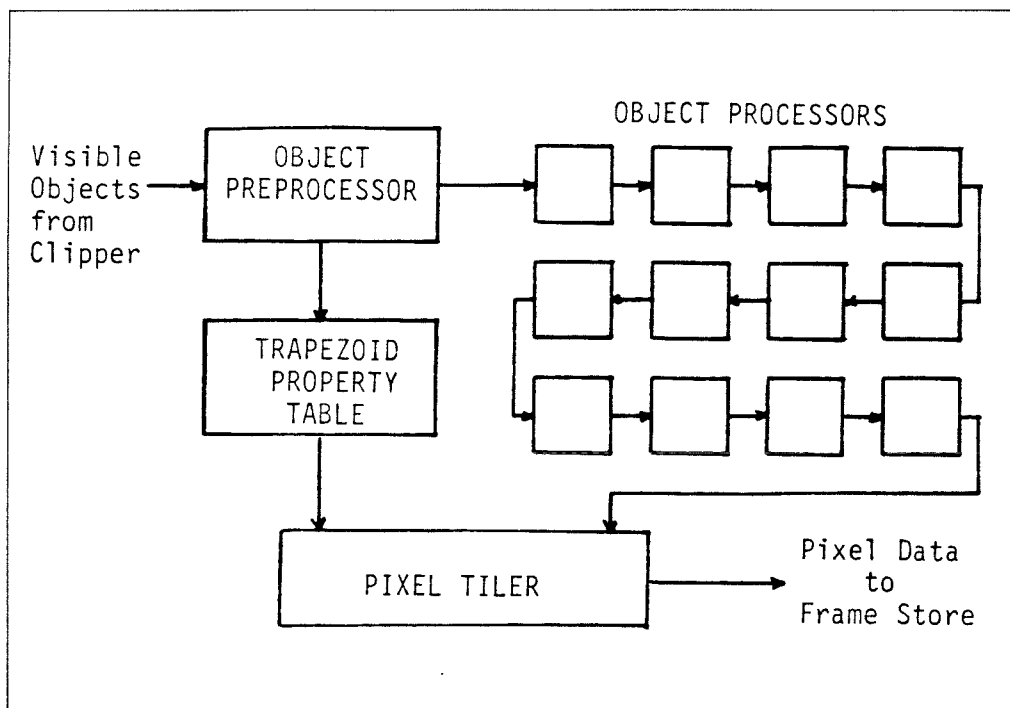 OBJECT PROCESSORS
Visible
Objects
from
Clipper
OBJECT
PREPROCESSOR
TRAPEZOID
PROPERTY
TABLE
PIXEL TILER
Pixel Data
to
Frame Store